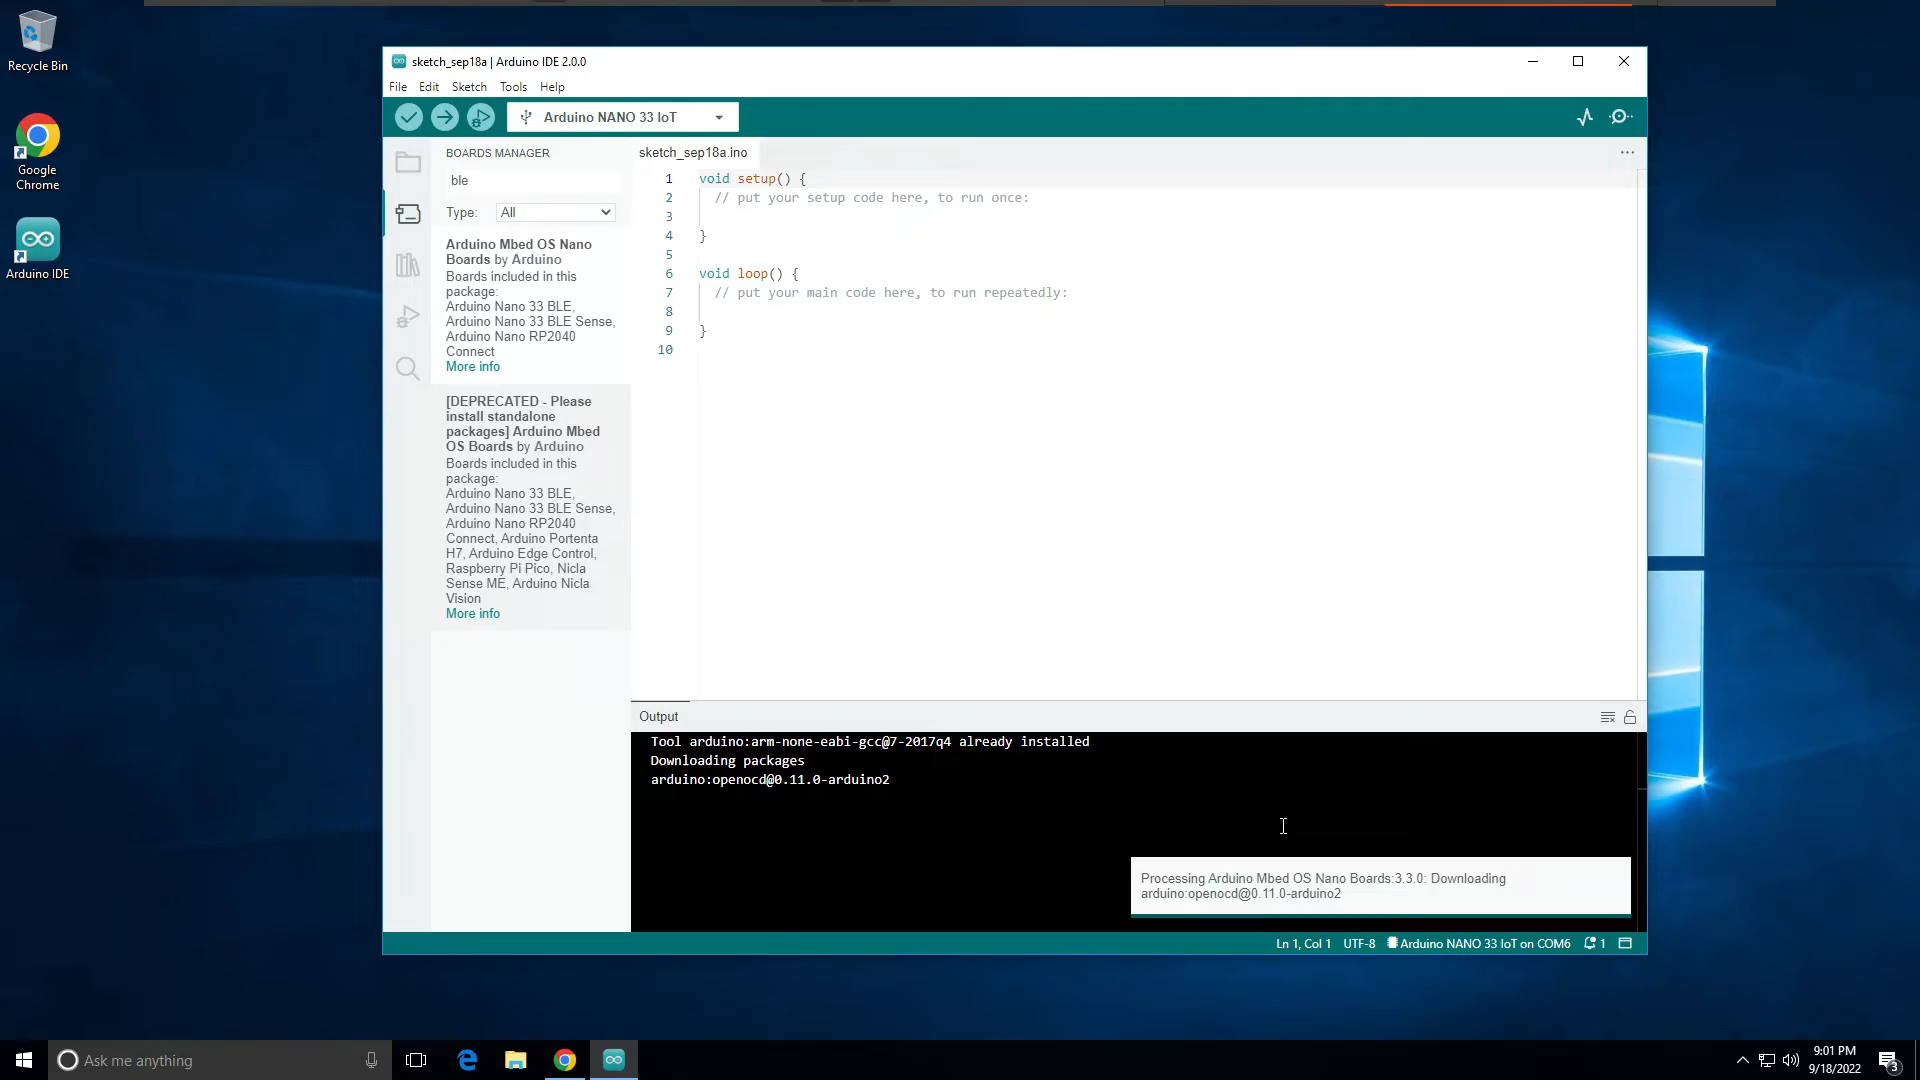 Recycle Bin
Google
Chrome
Arduino IDE
sketch_sep18a | Arduino IDE 2.0.0
File Edit Sketch Tools Help
Arduino NANO 33 IoT
BOARDS MANAGER
ble
Type: All
Arduino Mbed OS Nano
Boards by Arduino
Boards included in this
package:
Arduino Nano 33 BLE,
Arduino Nano 33 BLE Sense,
Arduino Nano RP2040
Connect
More info
[DEPRECATED - Please
install standalone
packages] Arduino Mbed
OS Boards by Arduino
Boards included in this
package:
Arduino Nano 33 BLE,
Arduino Nano 33 BLE Sense,
Arduino Nano RP2040
Connect, Arduino Portenta
H7, Arduino Edge Control,
Raspberry Pi Pico, Nicla
Sense ME, Arduino Nicla
Vision
More info
sketch_sep18a.ino
1 void setup() {
2 // put your setup code here, to run once:
3
4 }
5
6 void loop() {
7 // put your main code here, to run repeatedly:
8
9 }
10
Output
Tool arduino:arm-none-eabi-gcc@7-2017q4 already installed
Downloading packages
arduino:openocd@0.11.0-arduino2
Processing Arduino Mbed OS Nano Boards:3.3.0: Downloading
arduino:openocd@0.11.0-arduino2
Ln 1, Col 1 UTF-8 Arduino NANO 33 IoT on COM6 1
Ask me anything
9:01 PM
9/18/2022
3